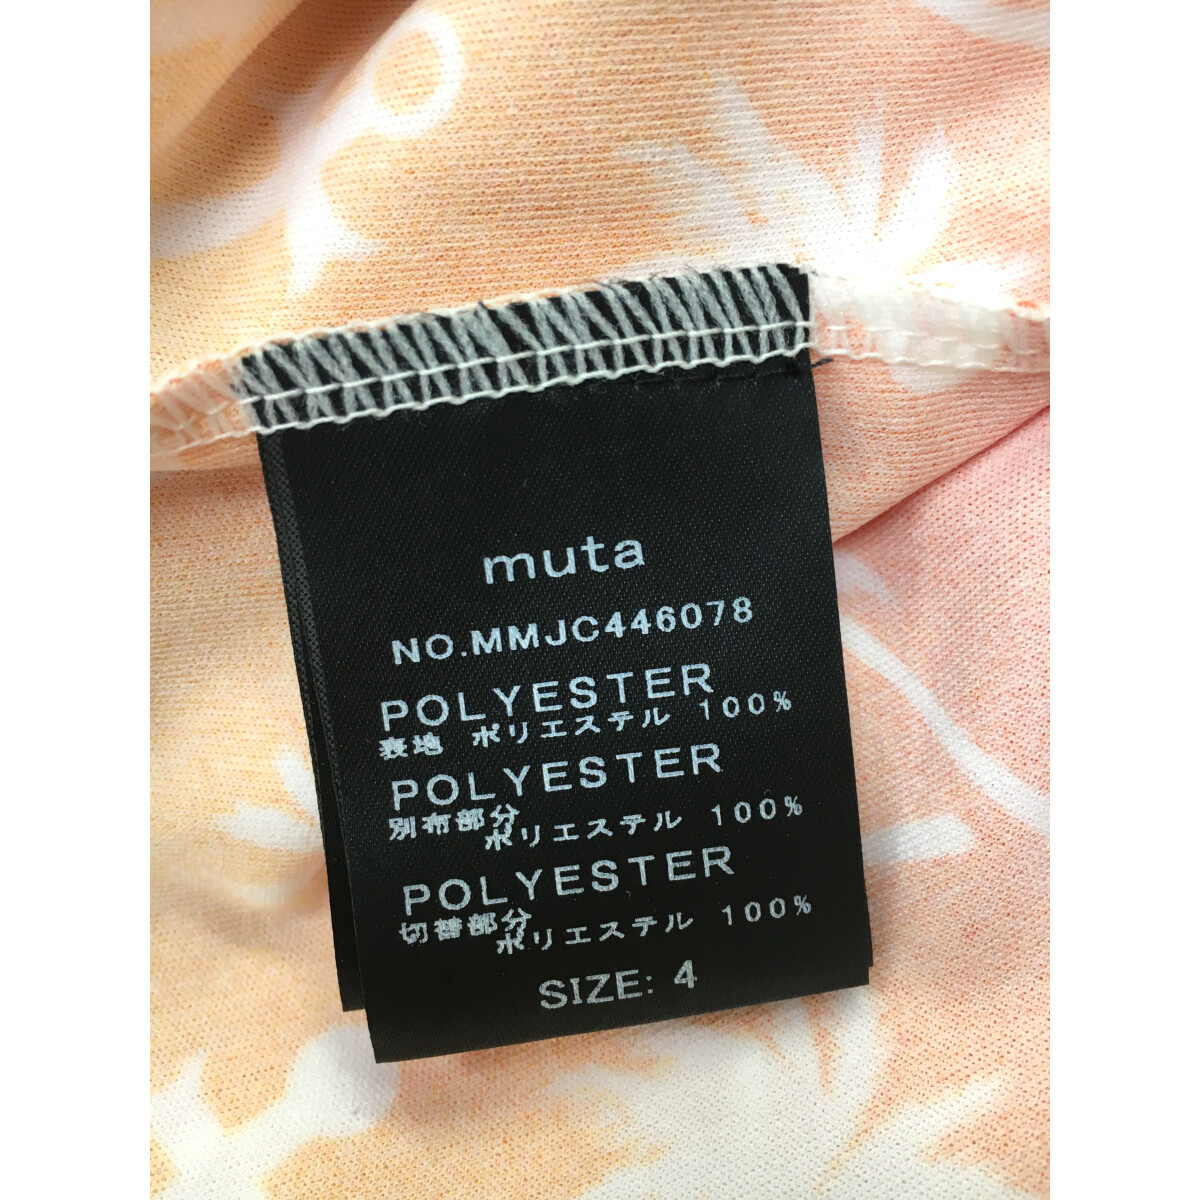 muta
NO.MMJC446078
POLYESTER
表地 ポリエステル 100%
POLYESTER
別布部分
ポリエステル 100%
POLYESTER
切替部分
ポリエステル 100%
SIZE: 4